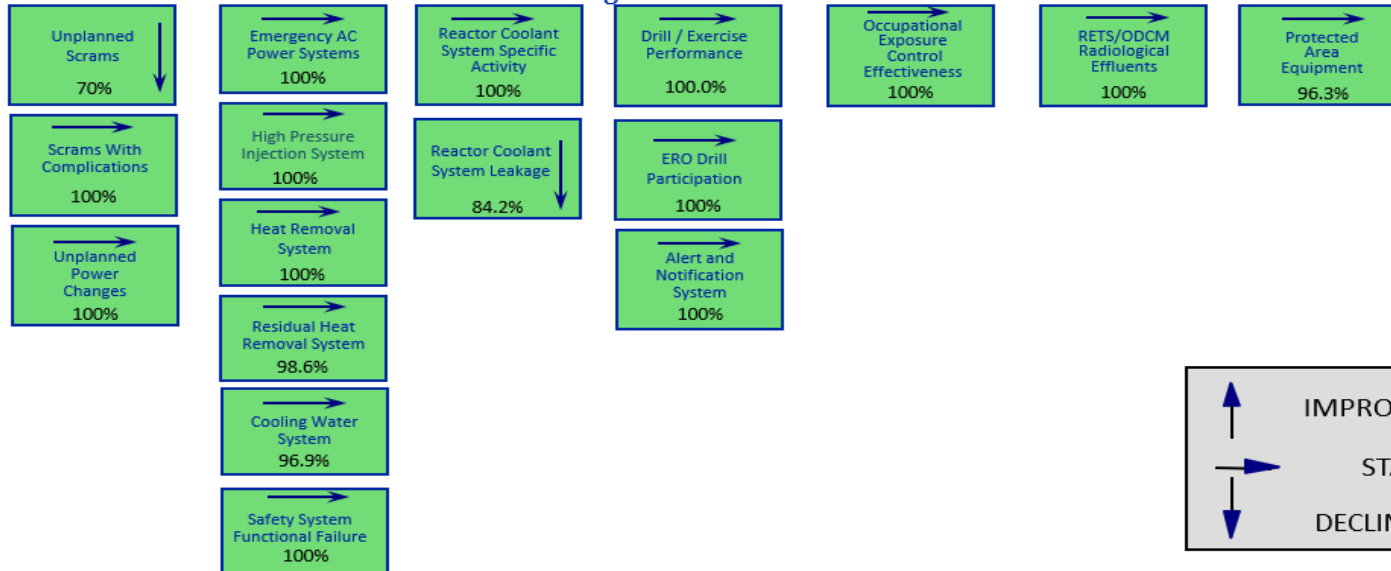 Unplanned
Scrams
70%
Scrams With
Complications
100%
Unplanned
Power
Changes
100%
Emergency AC
Power Systems
100%
High Pressure
Injection System
100%
Heat Removal
System
100%
Residual Heat
Removal System
98.6%
Cooling Water
System
96.9%
Safety System
Functional Failure
100%
Reactor Coolant
System Specific
Activity
100%
Reactor Coolant
System Leakage
84.2%
Drill / Exercise
Performance
100.0%
ERO Drill
Participation
100%
Alert and
Notification
System
100%
Occupational
Exposure
Control
Effectiveness
100%
RETS/ODCM
Radiological
Effluents
100%
Protected
Area
Equipment
96.3%